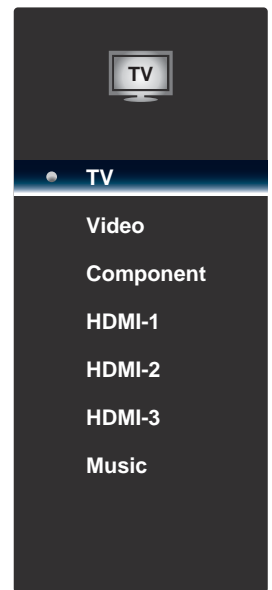 TV
TV
Video
Component
HDMI-1
HDMI-2
HDMI-3
Music